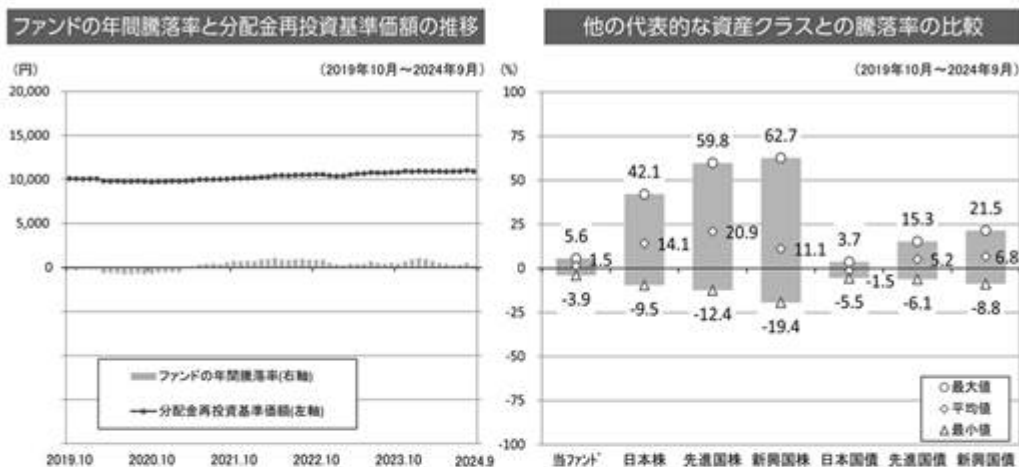 ファンドの年間騰落率と分配金再投資基準価額の推移
(円)
(2019年10月～2024年9月)
20,000
15,000
10,000
5,000
0
ファンドの年間騰落率(右軸)
分配金再投資基準価額(左軸)
2019.10 2020.10 2021.10 2022.10 2023.10 2024.9
他の代表的な資産クラスとの騰落率の比較
(%)
(2019年10月～2024年9月)
100
75
50
25
0
-25
-50
-75
-100
5.6 42.1 59.8 62.7 3.7 15.3 21.5
1.5 14.1 20.9 11.1 -1.5 5.2 6.8
-3.9 -9.5 -12.4 -19.4 -5.5 -6.1 -8.8
最大値
平均値
最小値
当ファンド 日本株 先進国株 新興国株 日本国債 先進国債 新興国債